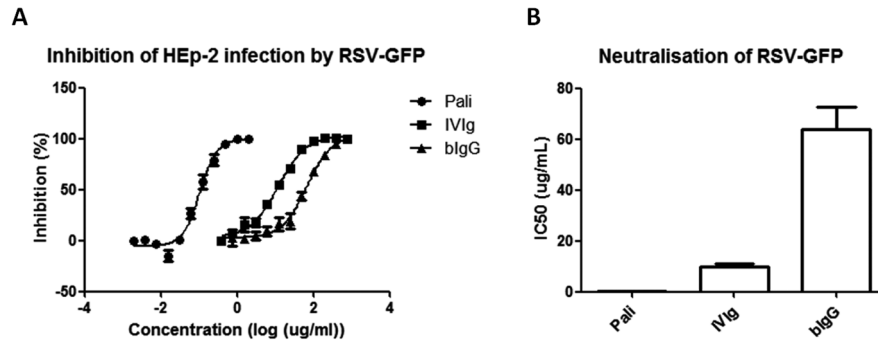 A
Inhibition of HEp-2 infection by RSV-GFP
Inhibition (%)
150
100
50
0
-50
-4
-2
0
2
4
Concentration (log (ug/ml))
Pali
IVIg
bIgG
B
Neutralisation of RSV-GFP
IC50 (ug/mL)
80
60
40
20
0
Pali
IVIg
bIgG